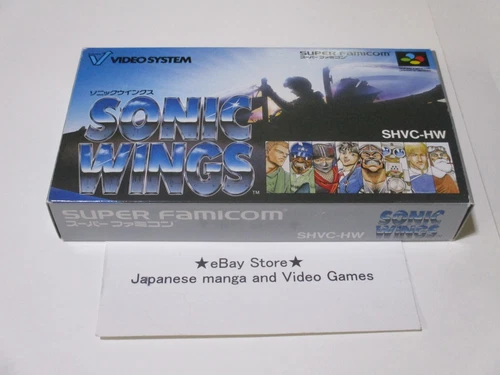 VIDEO SYSTEM
SUPER FAMICOM
スーパーファミコン
ソニックウイングス
SONIC
WINGS™
SHVC-HW
SUPER FAMICOM
スーパーファミコン
SHVC-HW
SONIC
WINGS
★eBay Store★
Japanese manga and Video Games